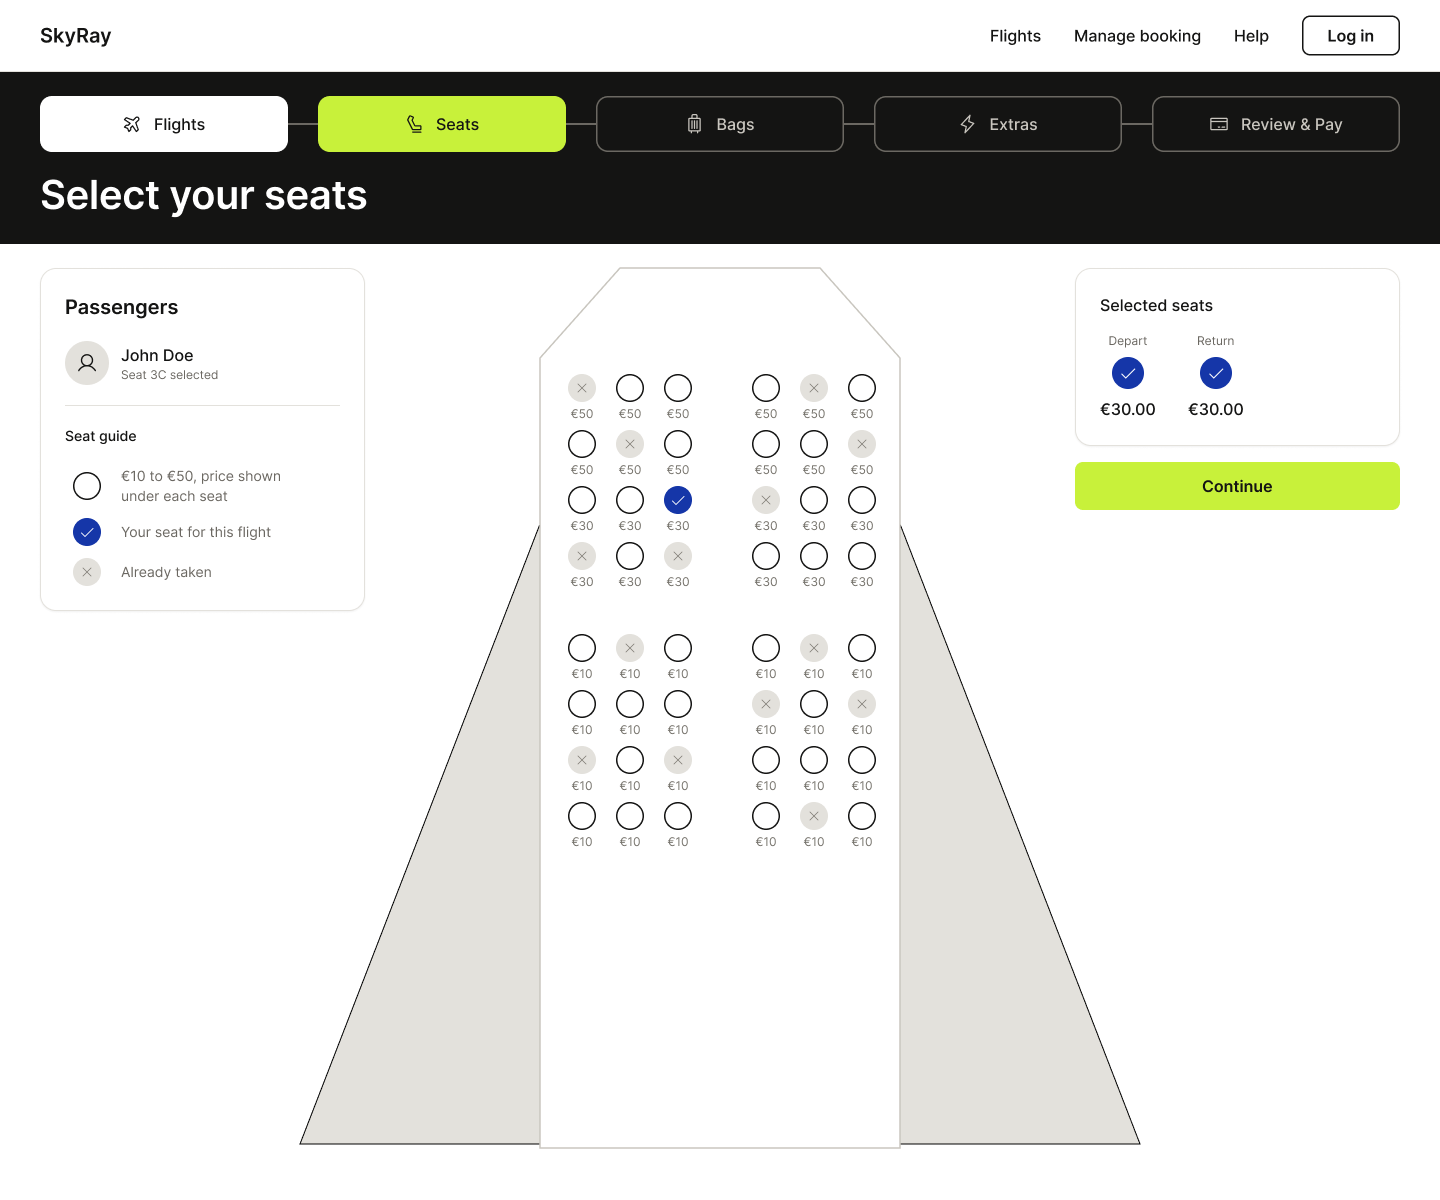 SkyRay
Flights
Manage booking
Help
Log in
Flights
Seats
Bags
Extras
Review & Pay
Select your seats
Passengers
John Doe
Seat 3C selected
Seat guide
€10 to €50, price shown
under each seat
Your seat for this flight
Already taken
€50 €50 €50 €50 €50 €50
€50 €50 €50 €50 €50 €50
€30 €30 €30 €30 €30 €30
€30 €30 €30 €30 €30 €30
€10 €10 €10 €10 €10 €10
€10 €10 €10 €10 €10 €10
€10 €10 €10 €10 €10 €10
€10 €10 €10 €10 €10 €10
Selected seats
Depart
Return
€30.00
€30.00
Continue